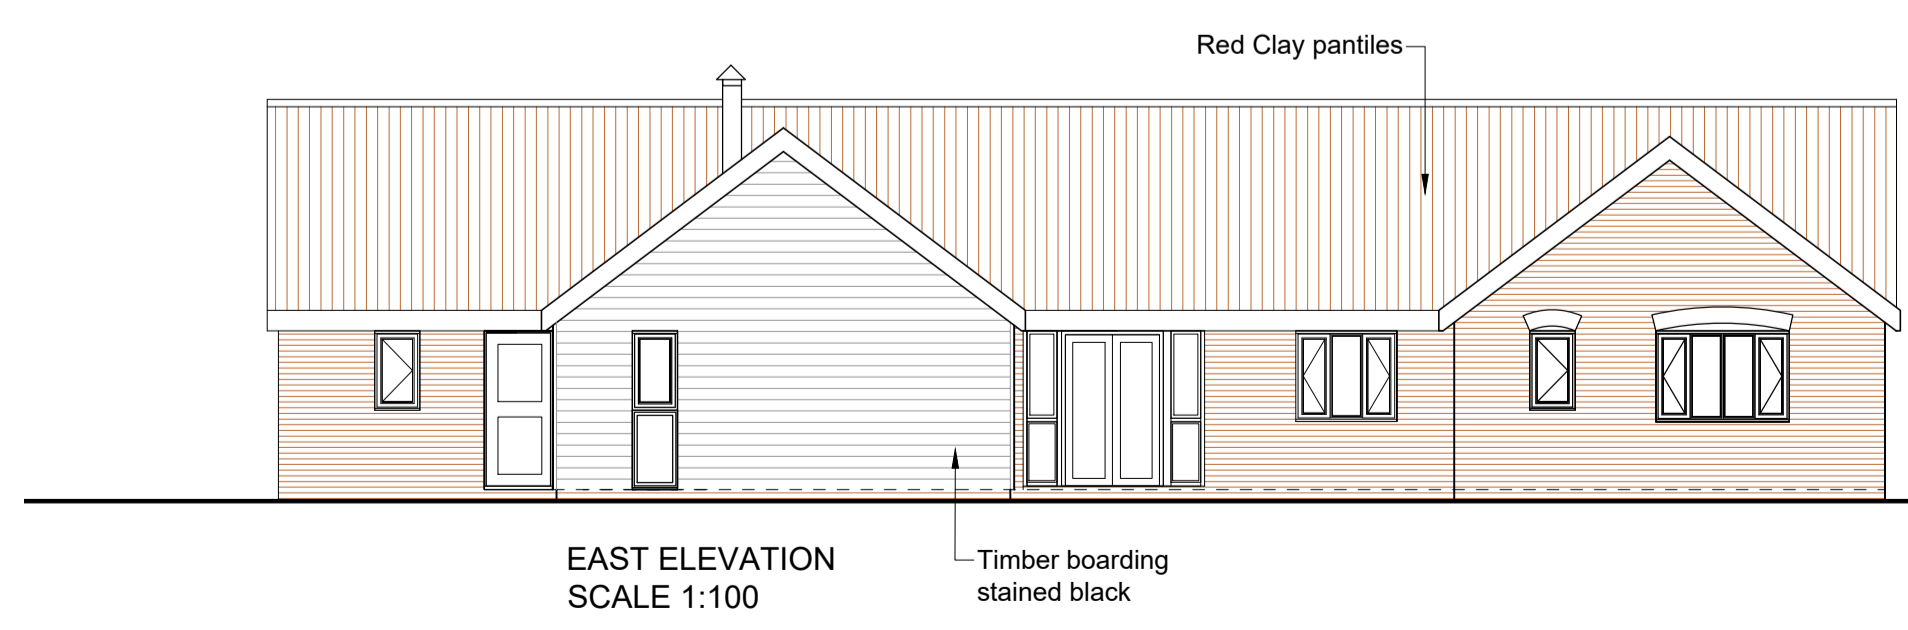 Red Clay pantiles
EAST ELEVATION
SCALE 1:100
Timber boarding
stained black